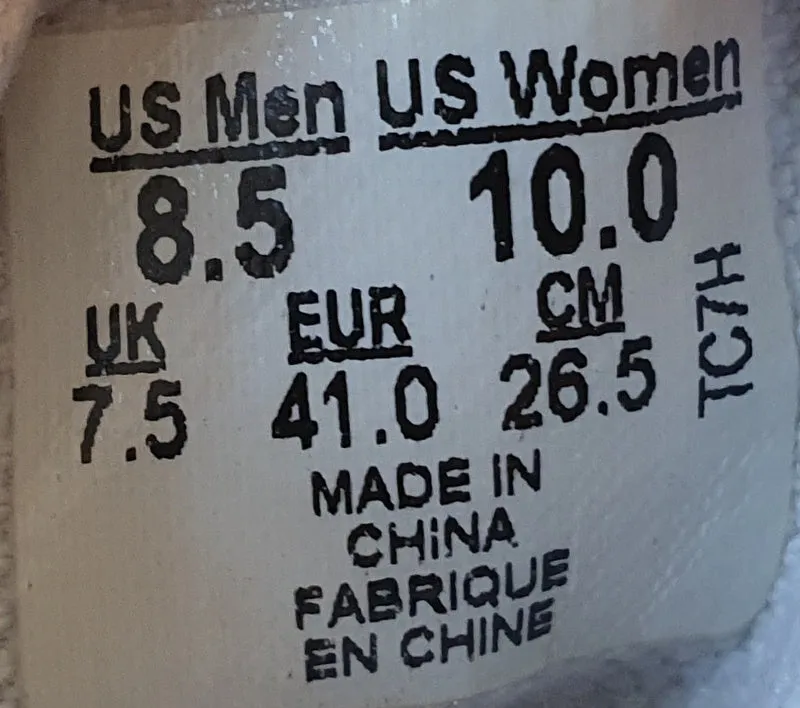 US Men US Women
8.5 10.0
UK EUR CM
7.5 41.0 26.5
TC7H
MADE IN
CHiNA
FABRIQUE
EN CHINE